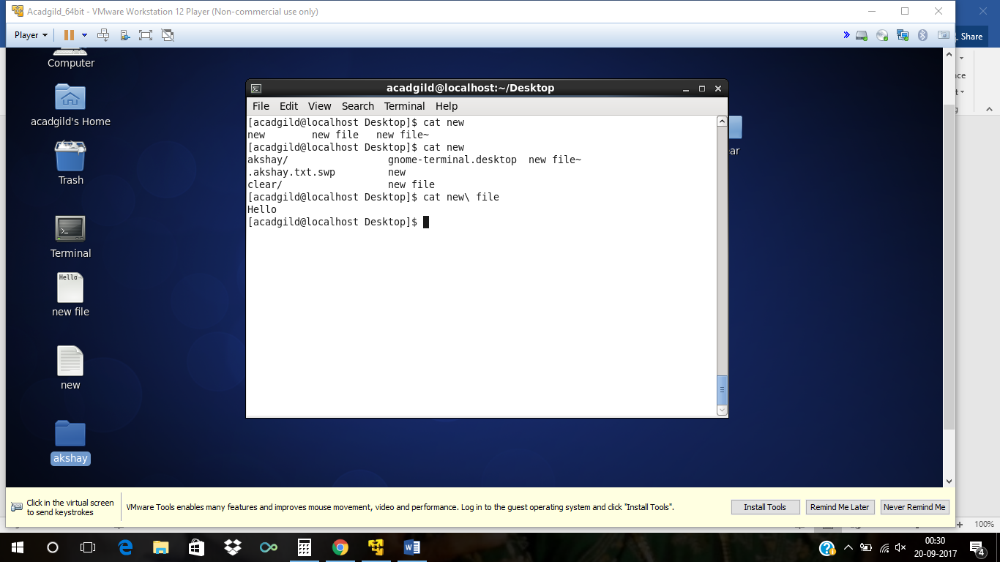 Acadgild_64bit - VMware Workstation 12 Player (Non-commercial use only)
Player
Share
Computer
acadgild's Home
Trash
Terminal
new file
Hello
new
akshay
acadgild@localhost:~/Desktop
File Edit View Search Terminal Help
[acadgild@localhost Desktop]$ cat new
new        new file   new file~
[acadgild@localhost Desktop]$ cat new
akshay/                 gnome-terminal.desktop  new file~
.akshay.txt.swp         new
clear/                  new file
[acadgild@localhost Desktop]$ cat new\ file
Hello
[acadgild@localhost Desktop]$
Click in the virtual screen
to send keystrokes
VMware Tools enables many features and improves mouse movement, video and performance. Log in to the guest operating system and click "Install Tools".
Install Tools
Remind Me Later
Never Remind Me
100%
00:30
20-09-2017
4